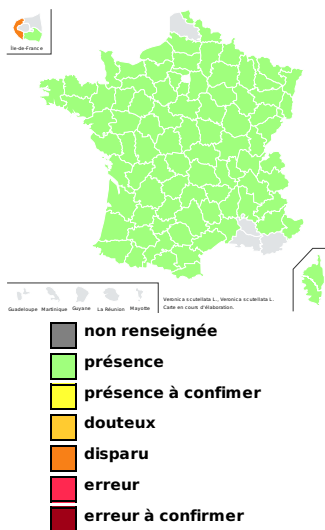 Île-de-France
Guadeloupe Martinique Guyane La Réunion Mayotte
Veronica scutellata L., Veronica scutellata L.
Carte en cours d'élaboration.
non renseignée
présence
présence à confimer
douteux
disparu
erreur
erreur à confirmer